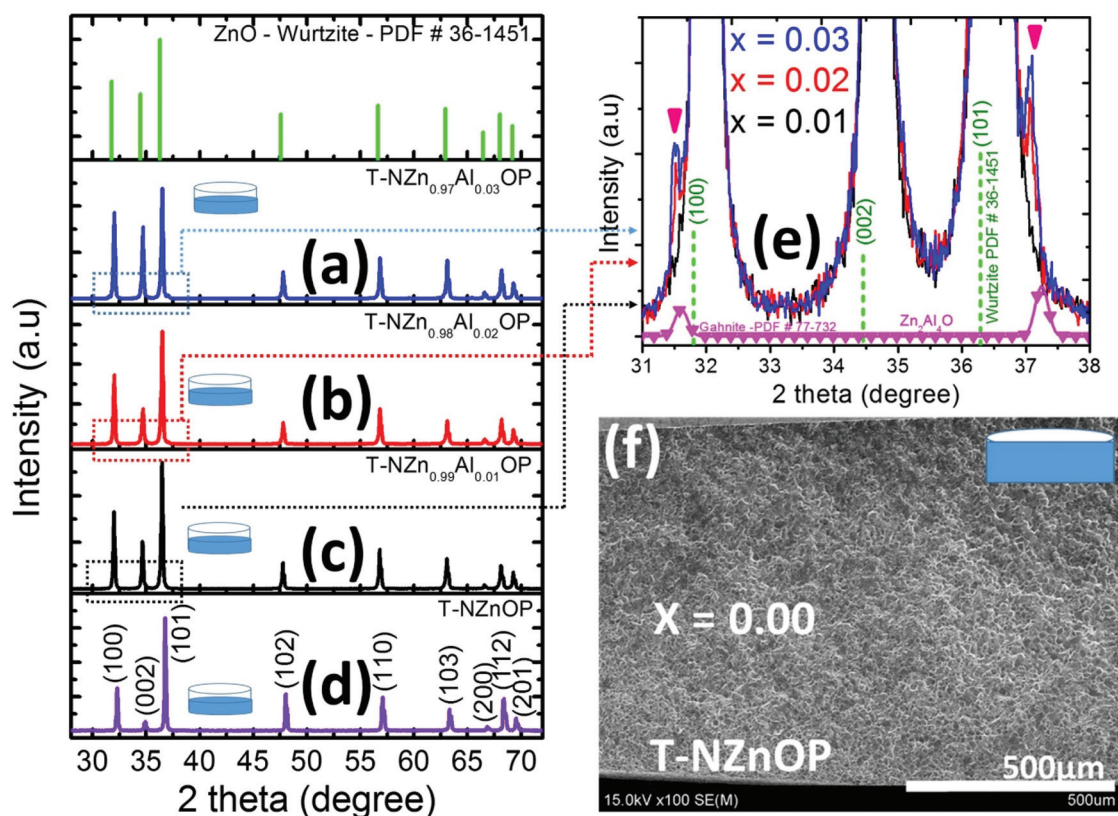 ZnO - Wurtzite - PDF # 36-1451
T-NZn0.97Al0.03OP
(a)
T-NZn0.98Al0.02OP
(b)
T-NZn0.99Al0.01OP
(c)
T-NZnOP
(100)
(002)
(101)
(d)
(102)
(110)
(103)
(200)
(112)
(201)
Intensity (a.u)
30 35 40 45 50 55 60 65 70
2 theta (degree)
x = 0.03
x = 0.02
x = 0.01
(e)
(100)
(002)
(101)
Wurtzite PDF # 36-1451
Gahnite -PDF # 77-732
Zn2Al4O
Intensity (a.u)
31 32 33 34 35 36 37 38
2 theta (degree)
(f)
X = 0.00
T-NZnOP
500µm
15.0kV x100 SE(M)
500um